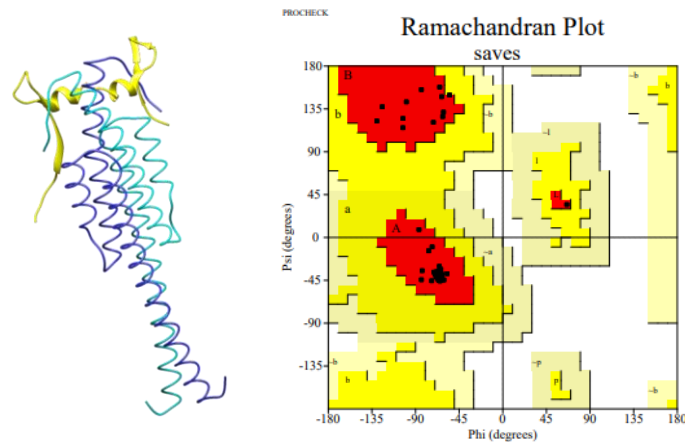 PROCHECK
Ramachandran Plot
saves
180
135
90
45
0
-45
-90
-135
Psi (degrees)
B
b
~b
~b
b
~l
l
L
a
A
~a
~b
b
~p
p
~b
-180
-135
-90
-45
0
45
90
135
180
Phi (degrees)